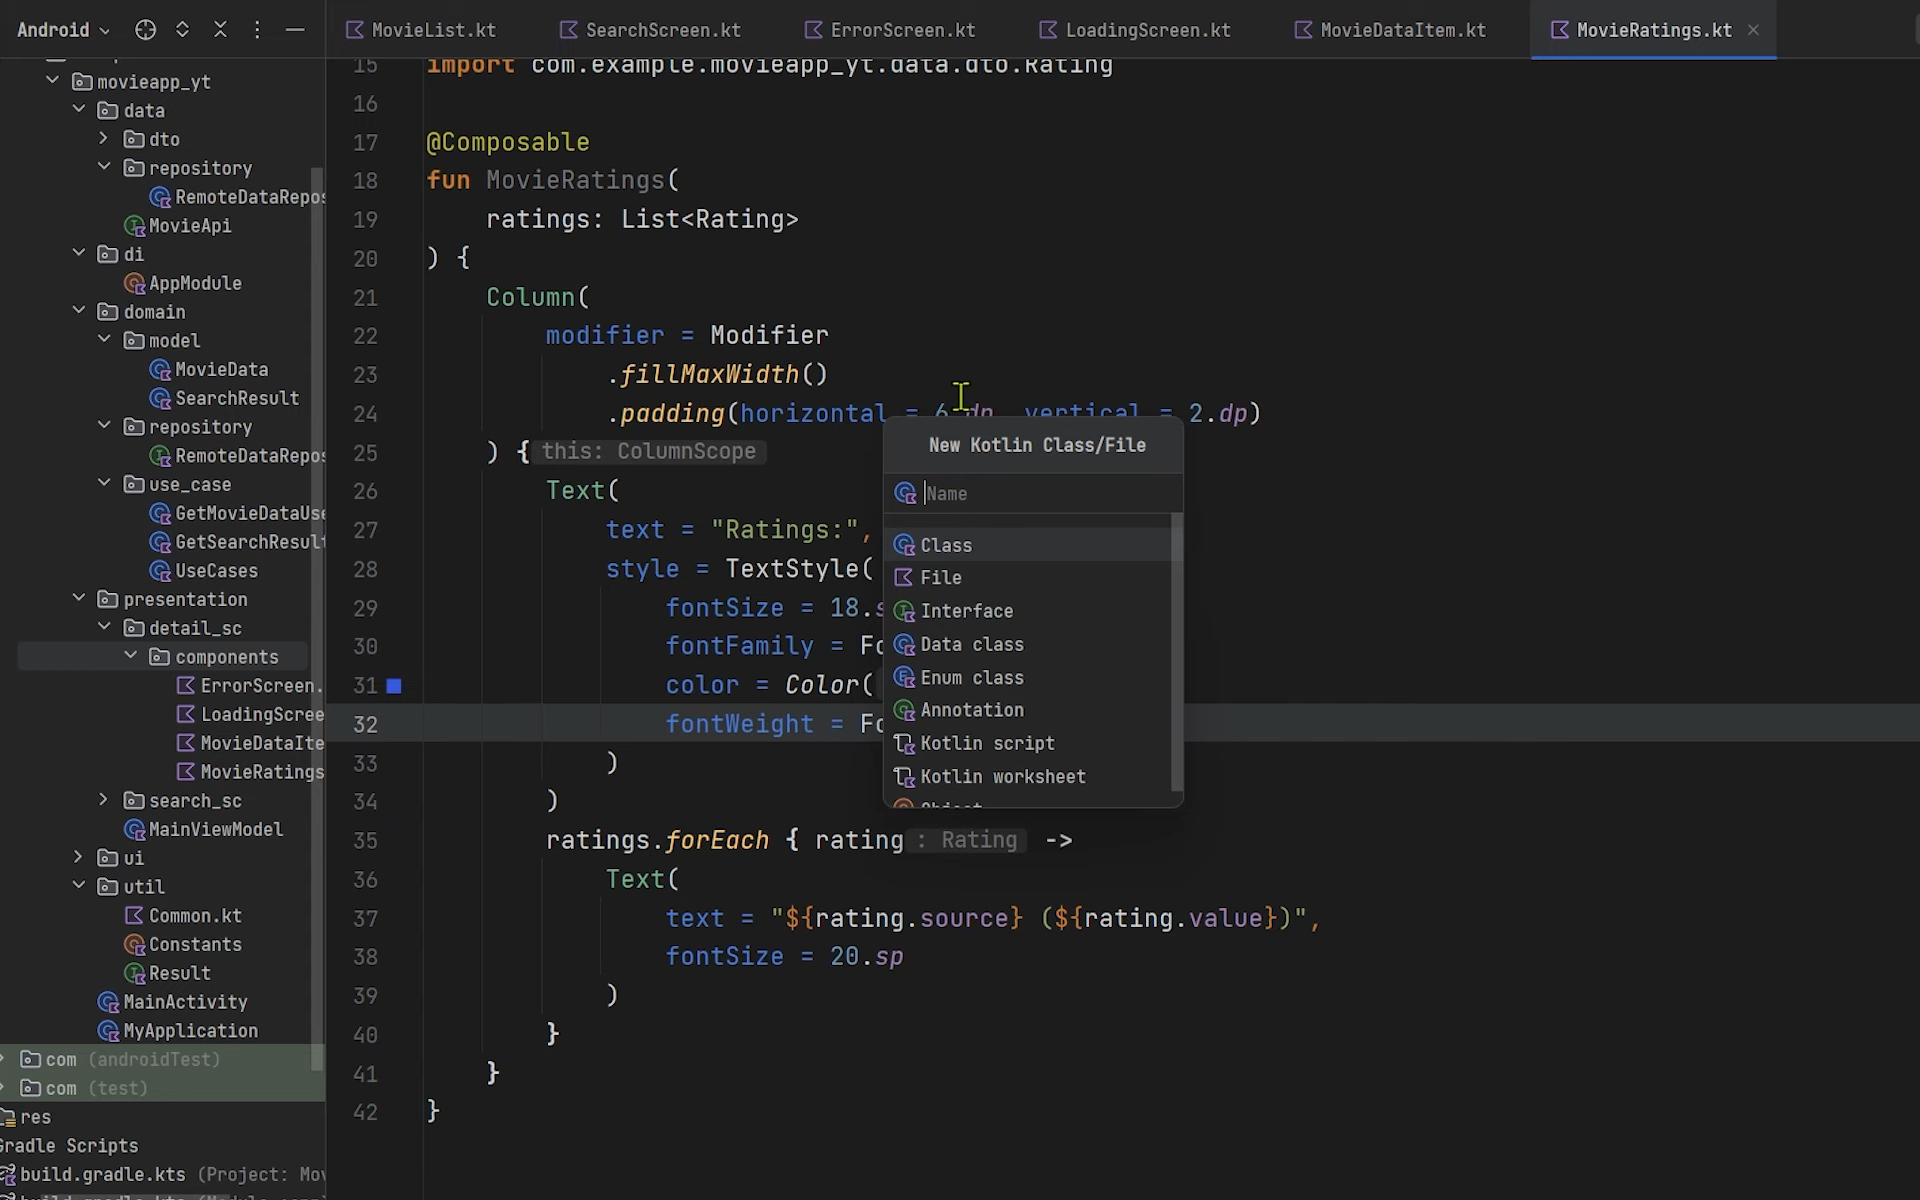 Android
MovieList.kt
SearchScreen.kt
ErrorScreen.kt
LoadingScreen.kt
MovieDataItem.kt
MovieRatings.kt
movieapp_yt
data
dto
repository
RemoteDataRepos
MovieApi
di
AppModule
domain
model
MovieData
SearchResult
repository
RemoteDataRepos
use_case
GetMovieDataUse
GetSearchResult
UseCases
presentation
detail_sc
components
ErrorScreen.
LoadingScree
MovieDataIte
MovieRatings
search_sc
MainViewModel
ui
util
Common.kt
Constants
Result
MainActivity
MyApplication
com (androidTest)
com (test)
res
Gradle Scripts
build.gradle.kts (Project: Mov
15 import com.example.movieapp_yt.data.dto.Rating
16
17 @Composable
18 fun MovieRatings(
19 ratings: List<Rating>
20 ) {
21 Column(
22 modifier = Modifier
23 .fillMaxWidth()
24 .padding(horizontal = 6.dp, vertical = 2.dp)
25 ) { this: ColumnScope
26 Text(
27 text = "Ratings:",
28 style = TextStyle(
29 fontSize = 18.s
30 fontFamily = Fo
31 color = Color(
32 fontWeight = Fo
33 )
34 )
35 ratings.forEach { rating : Rating ->
36 Text(
37 text = "${rating.source} (${rating.value})",
38 fontSize = 20.sp
39 )
40 }
41 }
42 }
New Kotlin Class/File
Name
Class
File
Interface
Data class
Enum class
Annotation
Kotlin script
Kotlin worksheet
Object